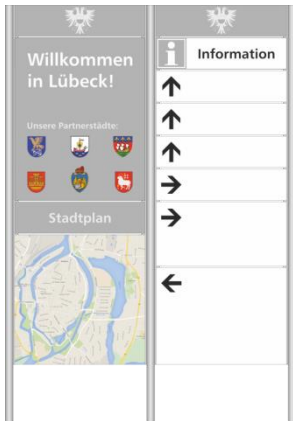 Willkommen
in Lübeck!
Unsere Partnerstädte:
Stadtplan
i Information